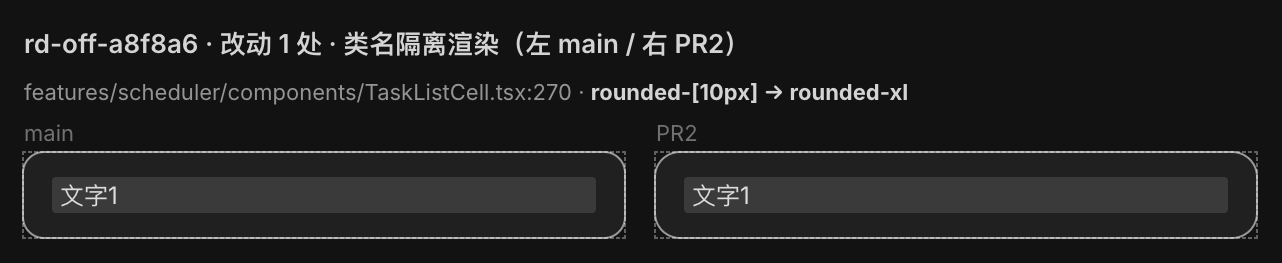 rd-off-a8f8a6 · 改动 1 处 · 类名隔离渲染（左 main / 右 PR2）
features/scheduler/components/TaskListCell.tsx:270 · rounded-[10px] → rounded-xl
main
PR2
文字1
文字1